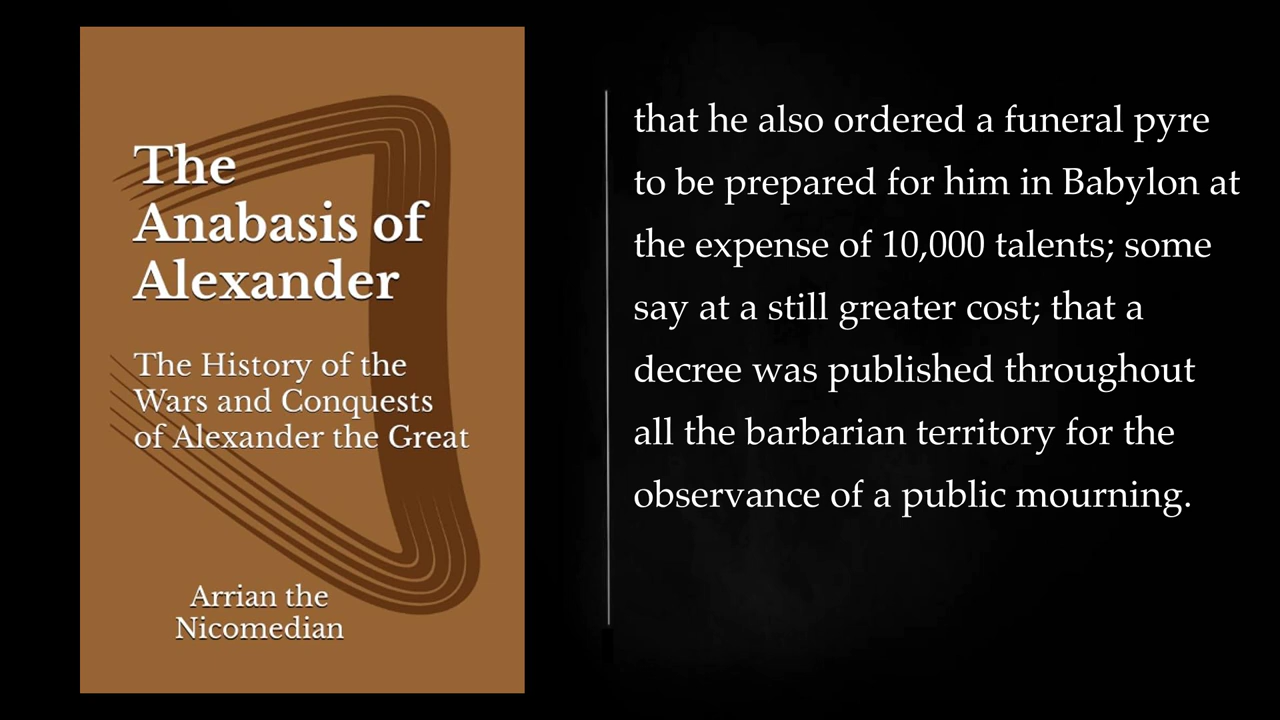 The
Anabasis of
Alexander
The History of the
Wars and Conquests
of Alexander the Great
Arrian the
Nicomedian
that he also ordered a funeral pyre
to be prepared for him in Babylon at
the expense of 10,000 talents; some
say at a still greater cost; that a
decree was published throughout
all the barbarian territory for the
observance of a public mourning.